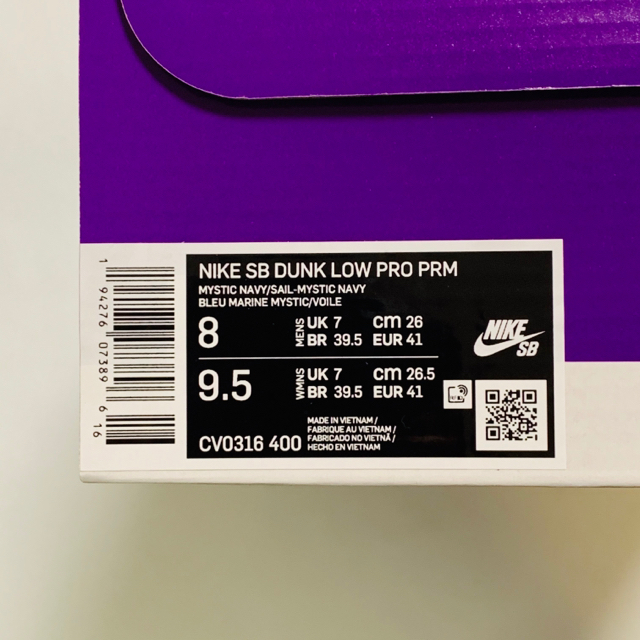 NIKE SB DUNK LOW PRO PRM
MYSTIC NAVY/SAIL-MYSTIC NAVY
BLEU MARINE MYSTIC/VOILE
8 MENS UK 7 cm 26
BR 39.5 EUR 41
9.5 WMNS UK 7 cm 26.5
BR 39.5 EUR 41
CV0316 400
MADE IN VIETNAM /
FABRIQUE AU VIETNAM /
FABRICADO NO VIETNÃ /
HECHO EN VIETNAM
NIKE
SB
1 94276 07389 6 16